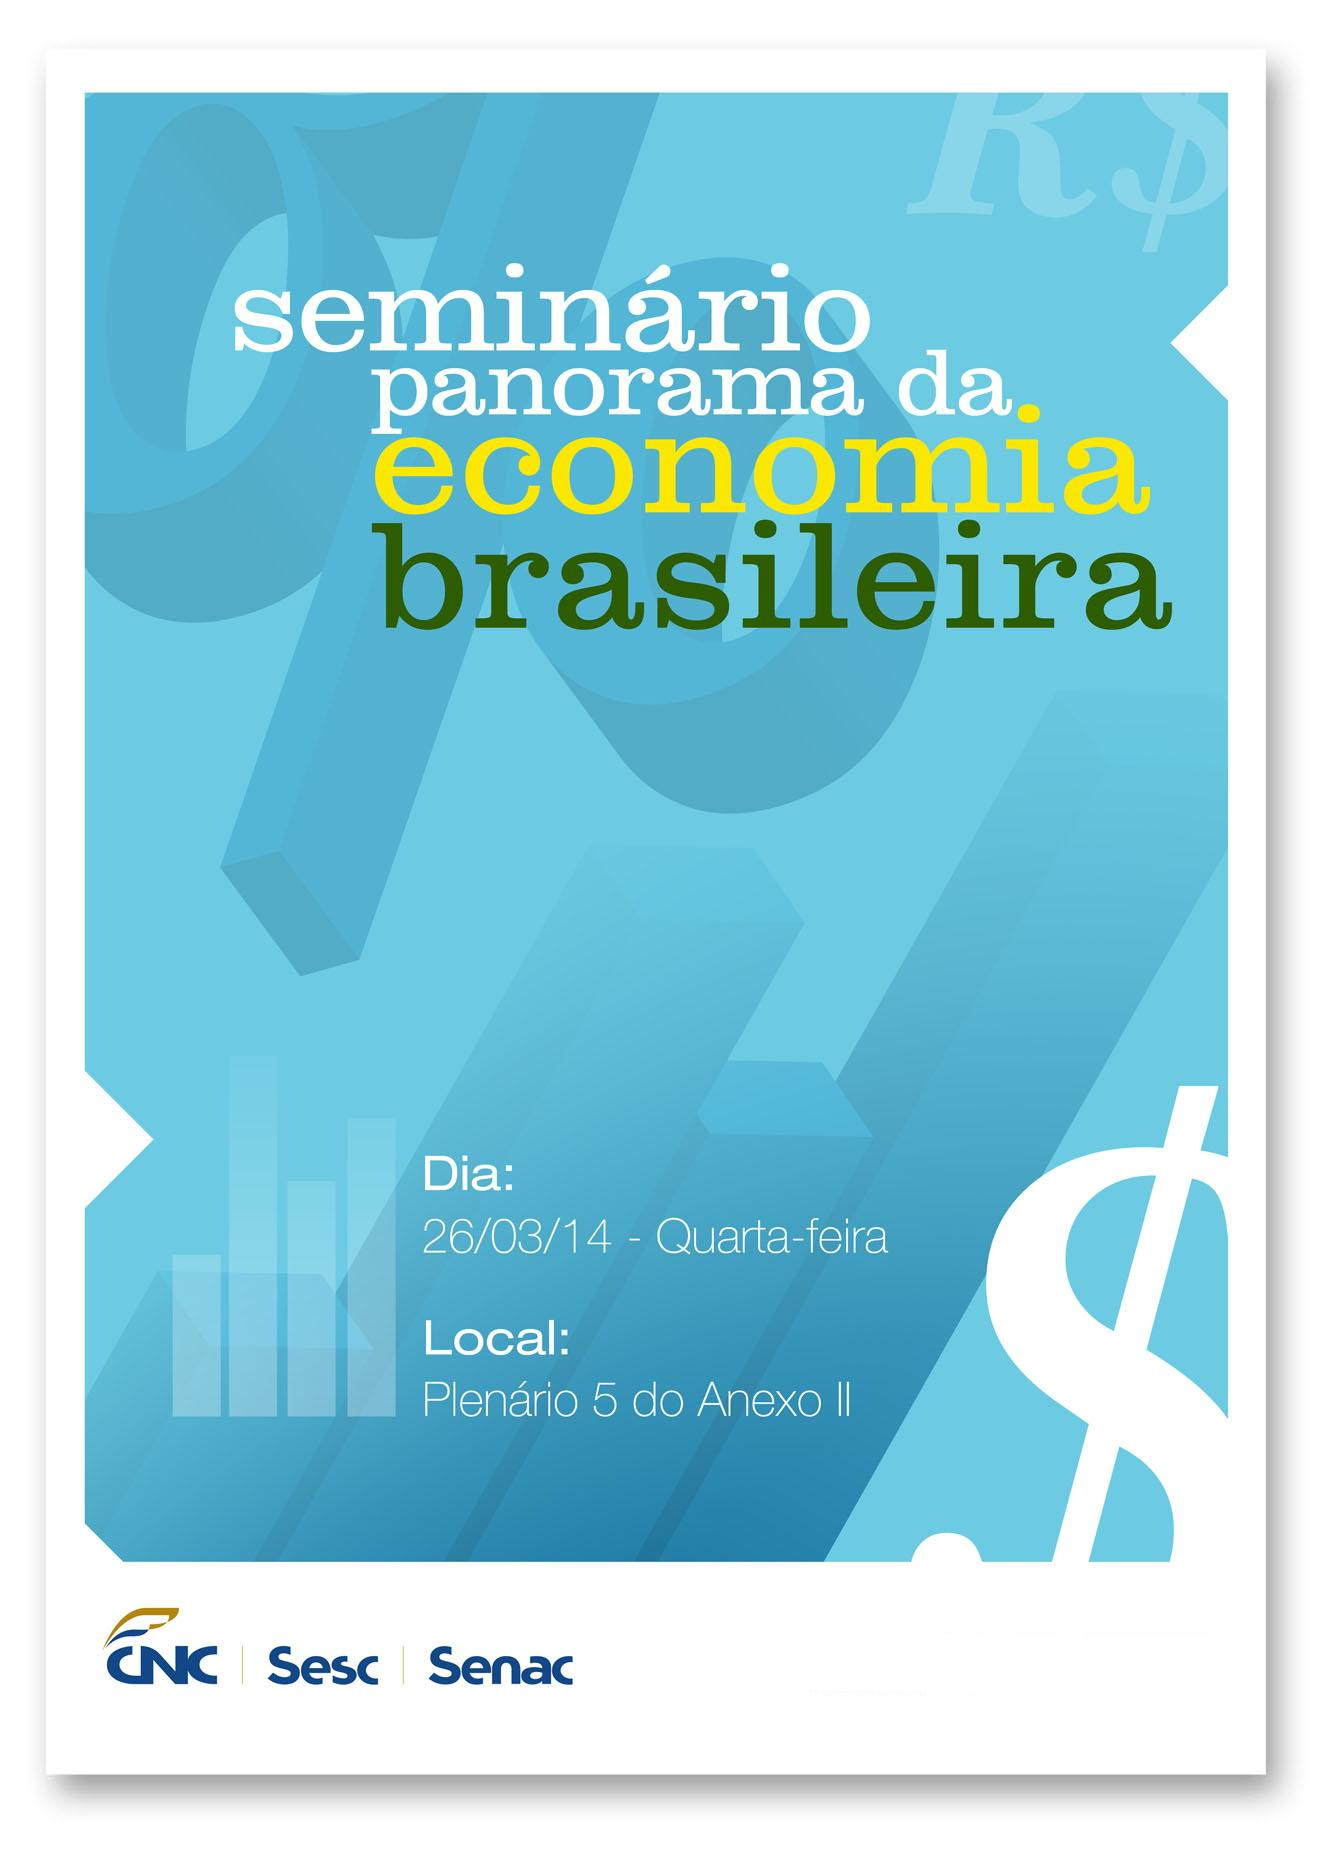 R$
seminário
panorama da
economia
brasileira
Dia:
26/03/14 - Quarta-feira
Local:
Plenário 5 do Anexo II
$
CNC | Sesc | Senac